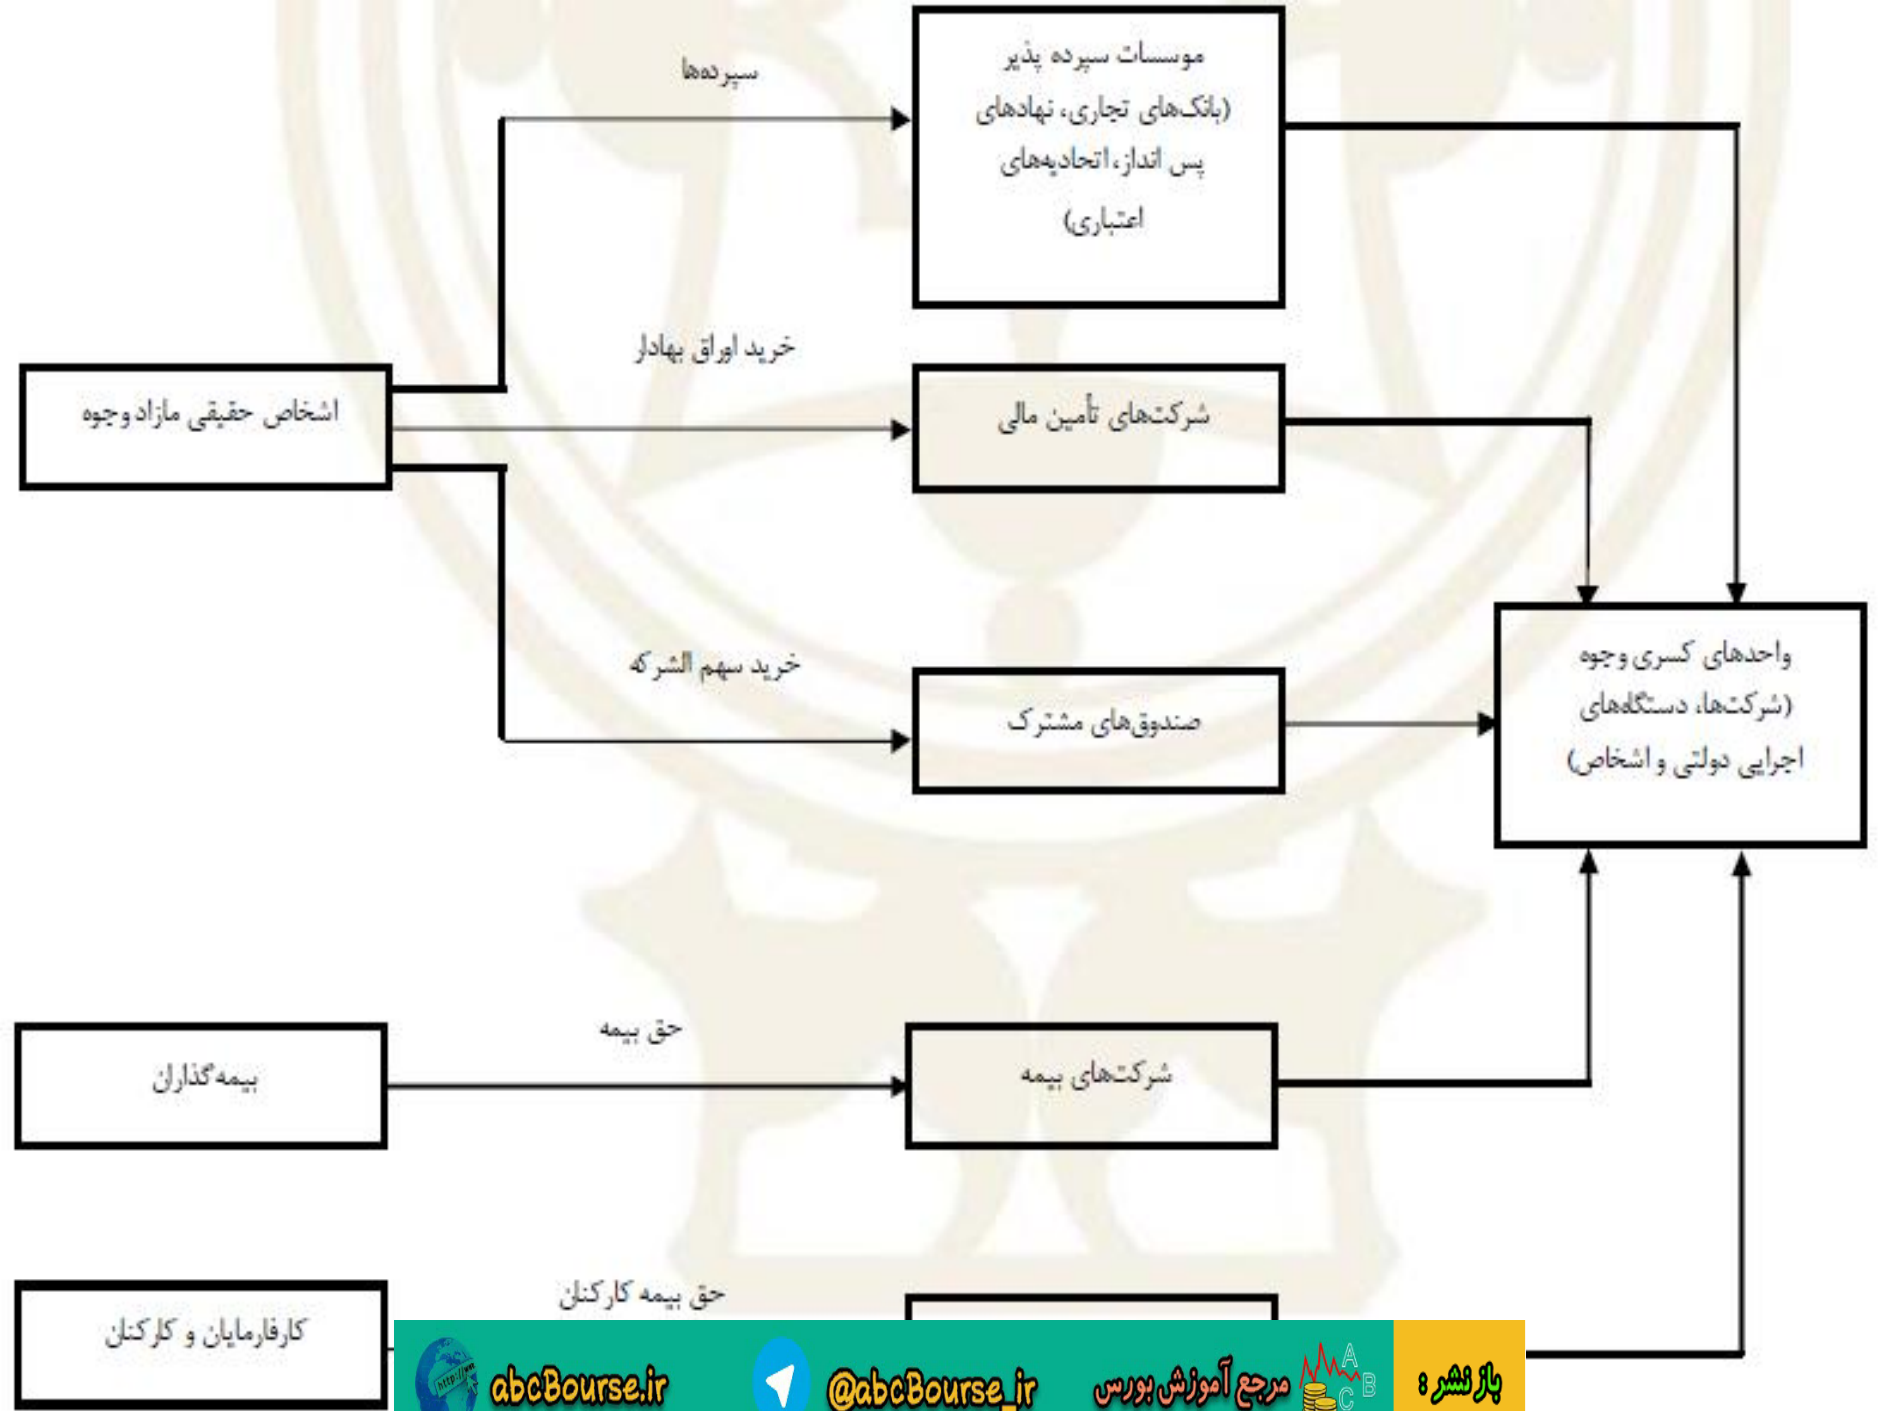 سپرده‌ها
موسسات سپرده پذیر
(بانک‌های تجاری، نهادهای
پس انداز، اتحادیه‌های
اعتباری)
خرید اوراق بهادار
اشخاص حقیقی مازاد وجوه
شرکت‌های تأمین مالی
خرید سهم الشرکه
صندوق‌های مشترک
واحدهای کسری وجوه
(شرکت‌ها، دستگاه‌های
اجرایی دولتی و اشخاص)
حق بیمه
بیمه گذاران
شرکت‌های بیمه
حق بیمه کارکنان
کارفارمایان و کارکنان
باز نشر :
مرجع آموزش بورس
A
B
C
@abcBourse_ir
http://
abcBourse.ir